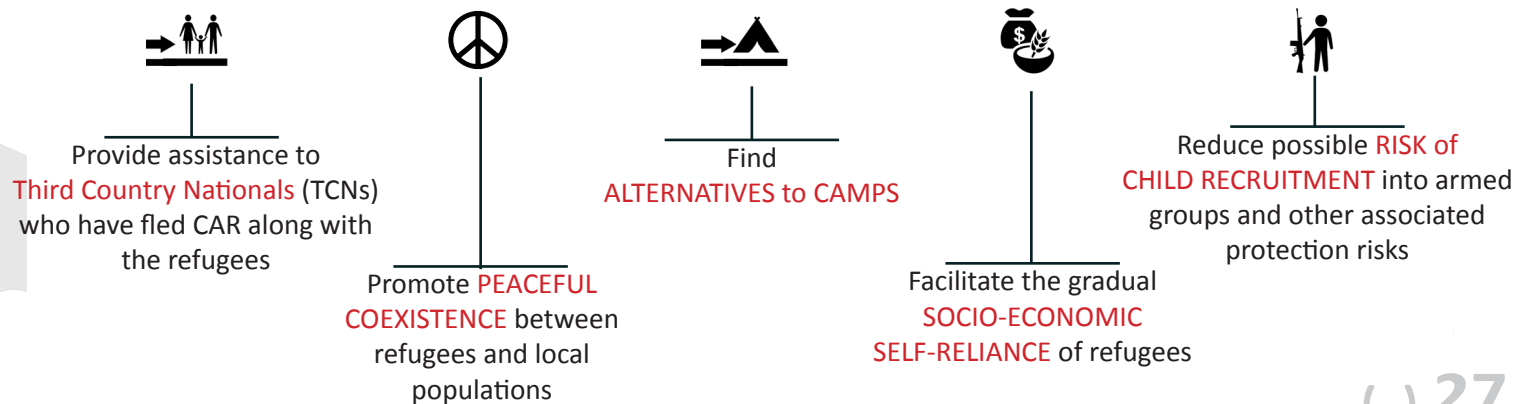 $
Provide assistance to
Third Country Nationals (TCNs)
who have fled CAR along with
the refugees
Promote PEACEFUL
COEXISTENCE between
refugees and local
populations
Find
ALTERNATIVES to CAMPS
Facilitate the gradual
SOCIO-ECONOMIC
SELF-RELIANCE of refugees
Reduce possible RISK of
CHILD RECRUITMENT into armed
groups and other associated
protection risks
( ) 27